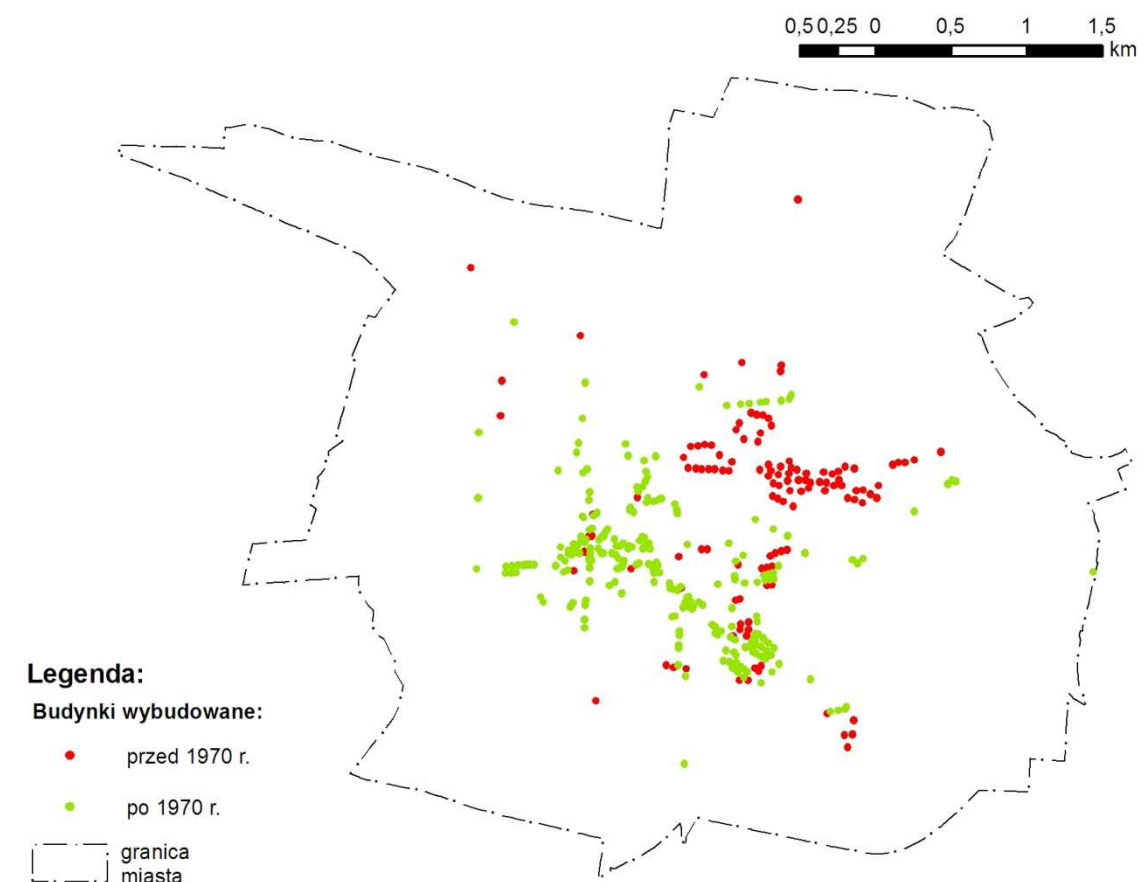 0,5 0,25 0 0,5 1 1,5
km
Legenda:
Budynki wybudowane:
przed 1970 r.
po 1970 r.
granica
miasta